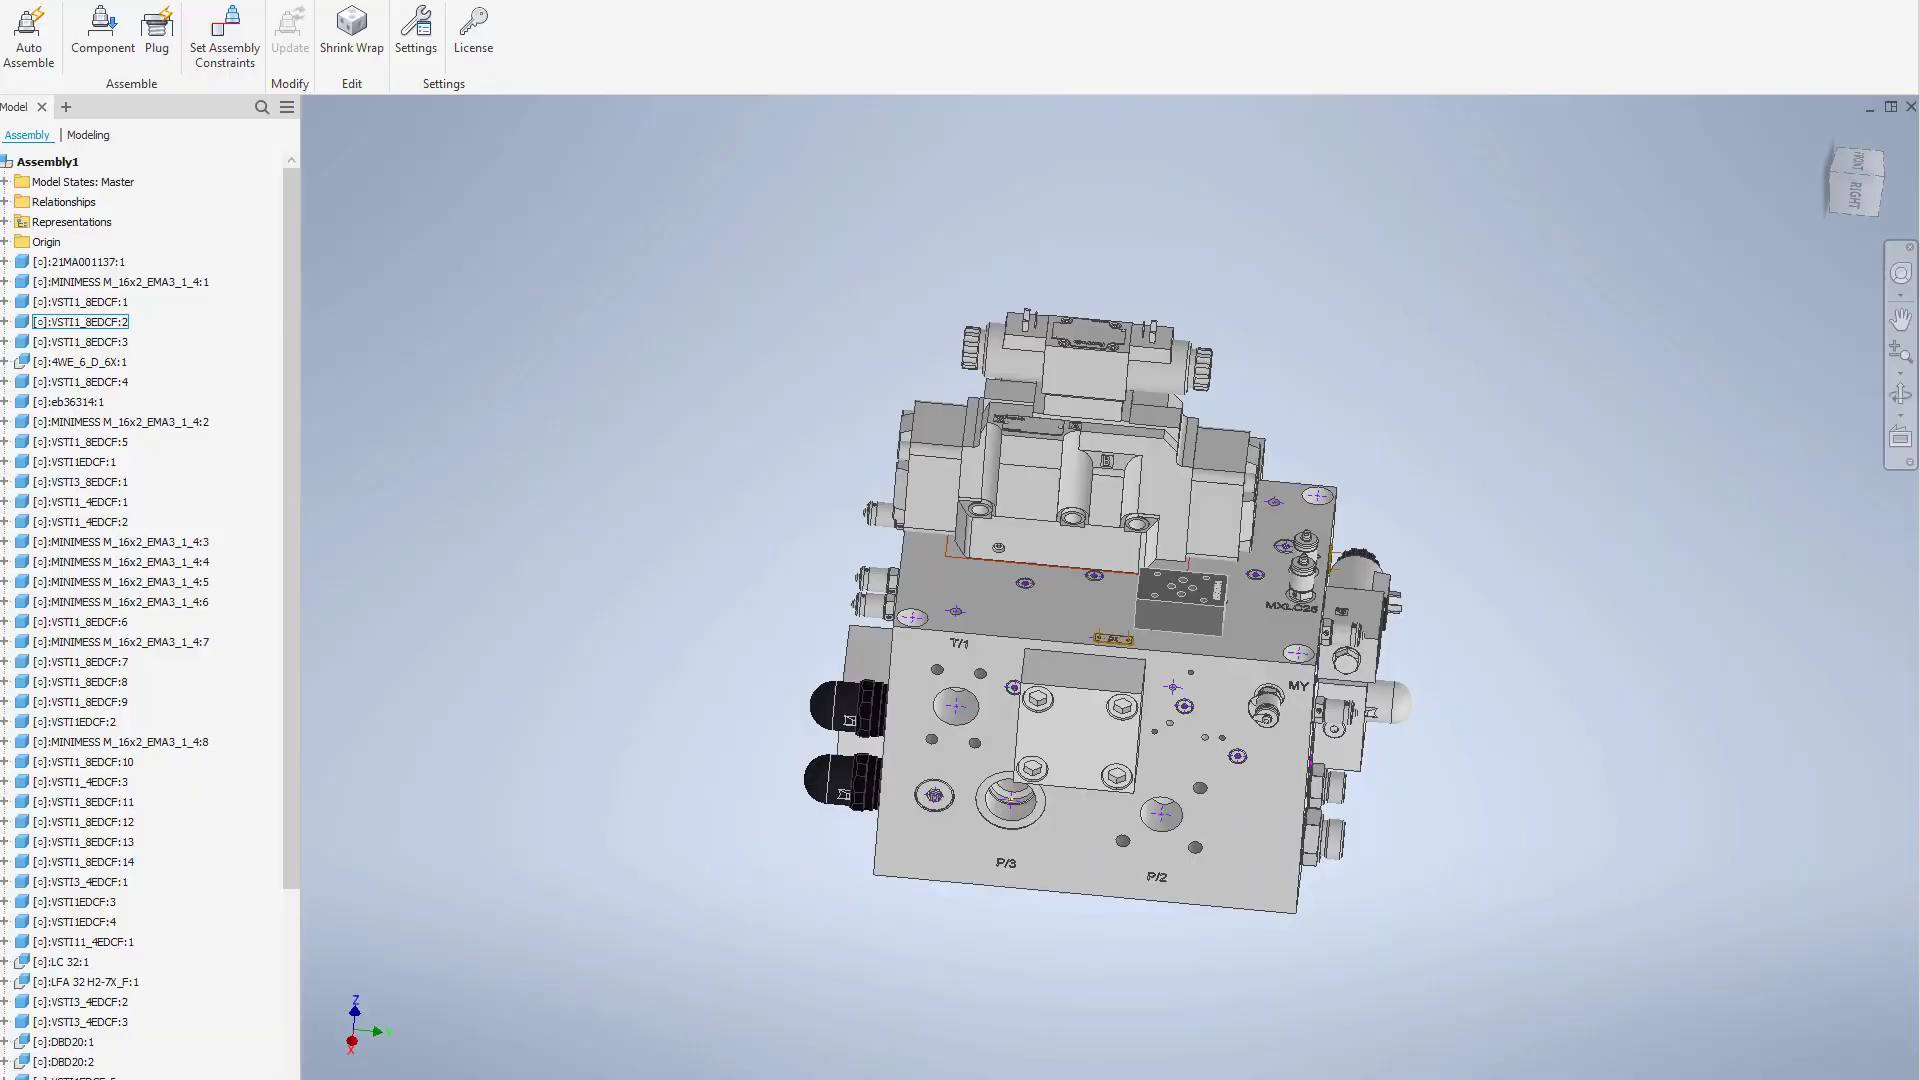 Auto
Assemble
Component
Plug
Set Assembly
Constraints
Update
Shrink Wrap
Settings
License
Assemble
Modify
Edit
Settings
Model
Assembly
Modeling
Assembly1
Model States: Master
Relationships
Representations
Origin
[○]:21MA001137:1
[○]:MINIMESS M_16x2_EMA3_1_4:1
[○]:VSTI1_8EDCF:1
[○]:VSTI1_8EDCF:2
[○]:VSTI1_8EDCF:3
[○]:4WE_6_D_6X:1
[○]:VSTI1_8EDCF:4
[○]:eb36314:1
[○]:MINIMESS M_16x2_EMA3_1_4:2
[○]:VSTI1_8EDCF:5
[○]:VSTI1EDCF:1
[○]:VSTI3_8EDCF:1
[○]:VSTI1_4EDCF:1
[○]:VSTI1_4EDCF:2
[○]:MINIMESS M_16x2_EMA3_1_4:3
[○]:MINIMESS M_16x2_EMA3_1_4:4
[○]:MINIMESS M_16x2_EMA3_1_4:5
[○]:MINIMESS M_16x2_EMA3_1_4:6
[○]:VSTI1_8EDCF:6
[○]:MINIMESS M_16x2_EMA3_1_4:7
[○]:VSTI1_8EDCF:7
[○]:VSTI1_8EDCF:8
[○]:VSTI1_8EDCF:9
[○]:VSTI1EDCF:2
[○]:MINIMESS M_16x2_EMA3_1_4:8
[○]:VSTI1_8EDCF:10
[○]:VSTI1_4EDCF:3
[○]:VSTI1_8EDCF:11
[○]:VSTI1_8EDCF:12
[○]:VSTI1_8EDCF:13
[○]:VSTI1_8EDCF:14
[○]:VSTI3_4EDCF:1
[○]:VSTI1EDCF:3
[○]:VSTI1EDCF:4
[○]:VSTI11_4EDCF:1
[○]:LC 32:1
[○]:LFA 32 H2-7X_F:1
[○]:VSTI3_4EDCF:2
[○]:VSTI3_4EDCF:3
[○]:DBD20:1
[○]:DBD20:2
RIGHT
B
T/1
MY
P/3
P/2
Z
Y
X